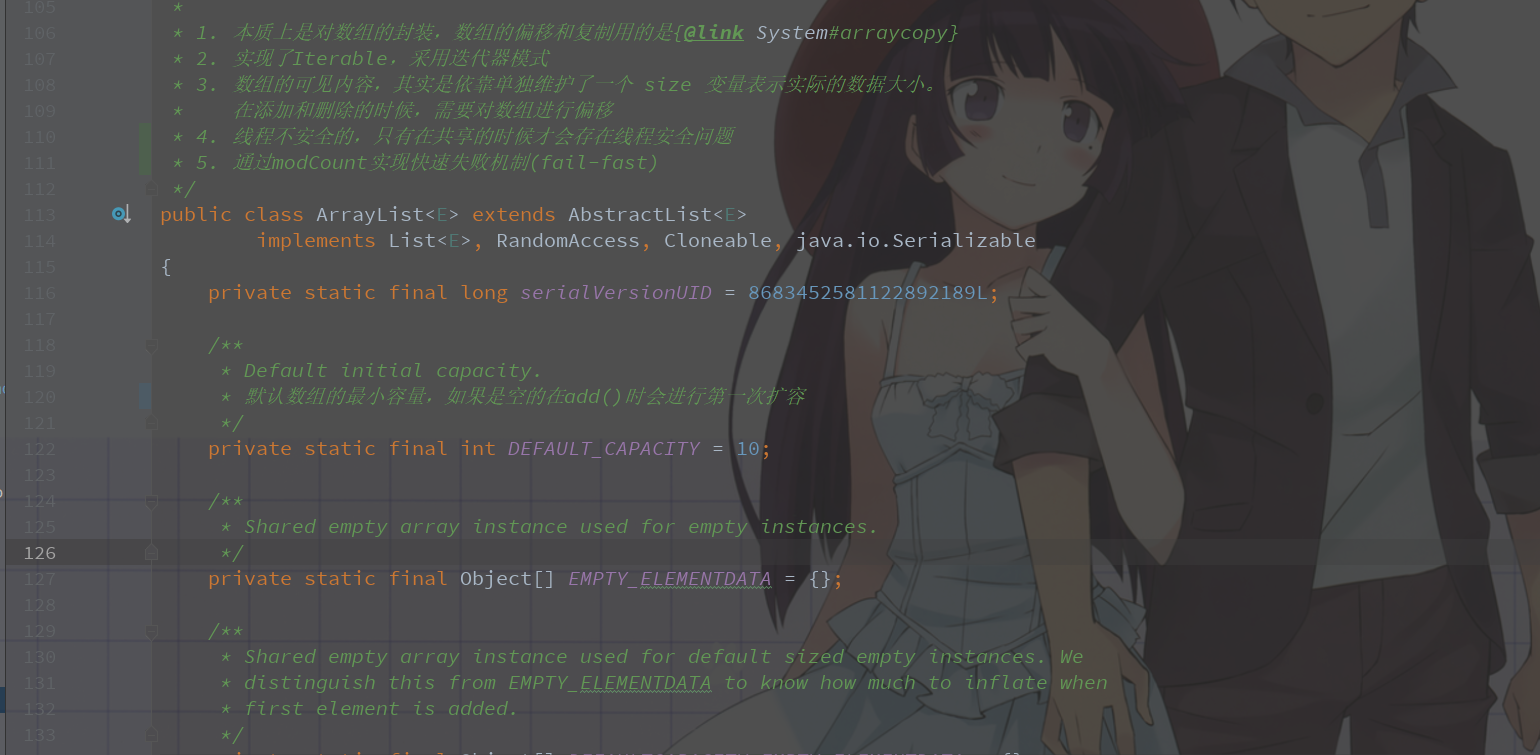 105 *
106 * 1. 本质上是对数组的封装，数组的偏移和复制用的是{@link System#arraycopy}
107 * 2. 实现了Iterable，采用迭代器模式
108 * 3. 数组的可见内容，其实是依靠单独维护了一个 size 变量表示实际的数据大小。
109 * 在添加和删除的时候，需要对数组进行偏移
110 * 4. 线程不安全的，只有在共享的时候才会存在线程安全问题
111 * 5. 通过modCount实现快速失败机制(fail-fast)
112 */
113 public class ArrayList<E> extends AbstractList<E>
114 implements List<E>, RandomAccess, Cloneable, java.io.Serializable
115 {
116 private static final long serialVersionUID = 8683452581122892189L;
117
118 /**
119 * Default initial capacity.
120 * 默认数组的最小容量，如果是空的在add()时会进行第一次扩容
121 */
122 private static final int DEFAULT_CAPACITY = 10;
123
124 /**
125 * Shared empty array instance used for empty instances.
126 */
127 private static final Object[] EMPTY_ELEMENTDATA = {};
128
129 /**
130 * Shared empty array instance used for default sized empty instances. We
131 * distinguish this from EMPTY_ELEMENTDATA to know how much to inflate when
132 * first element is added.
133 */